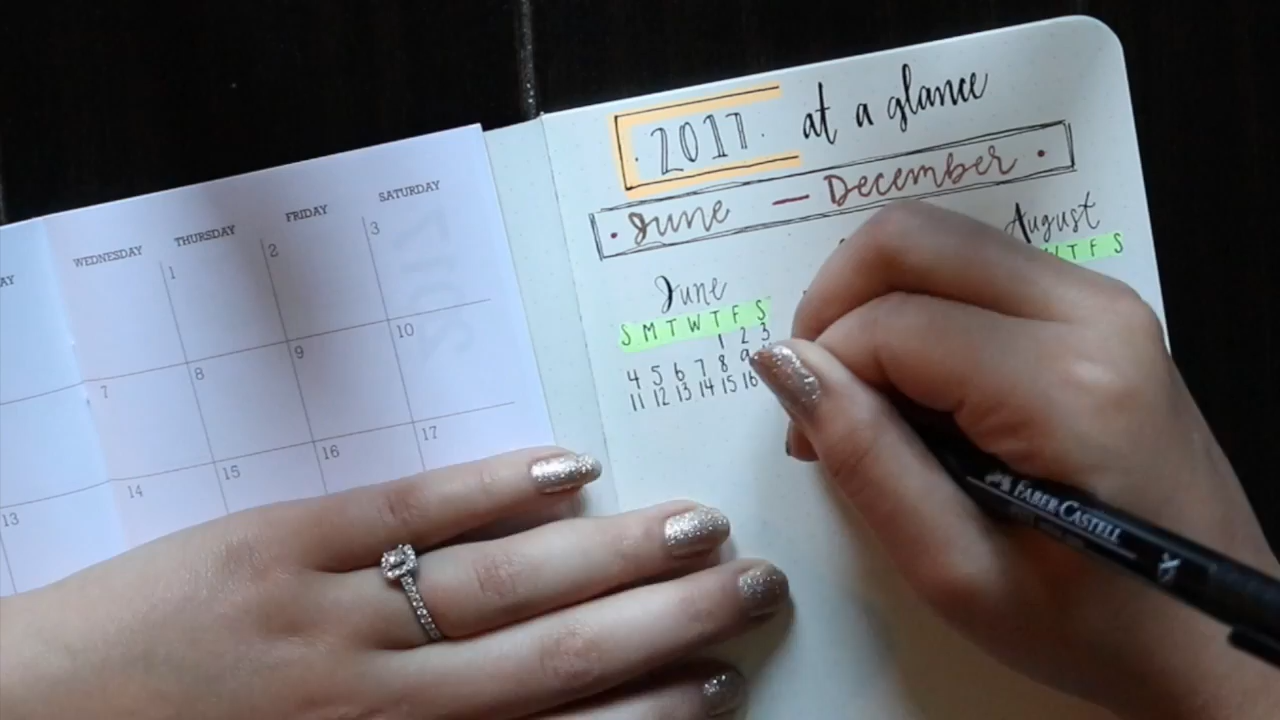 AY WEDNESDAY THURSDAY FRIDAY SATURDAY
1 2 3
7 8 9 10
13 14 15 16 17
2017 at a glance
June — December
June
S M T W T F S
1 2 3
4 5 6 7 8 9
11 12 13 14 15 16
August
T F S
FABER-CASTELL XS